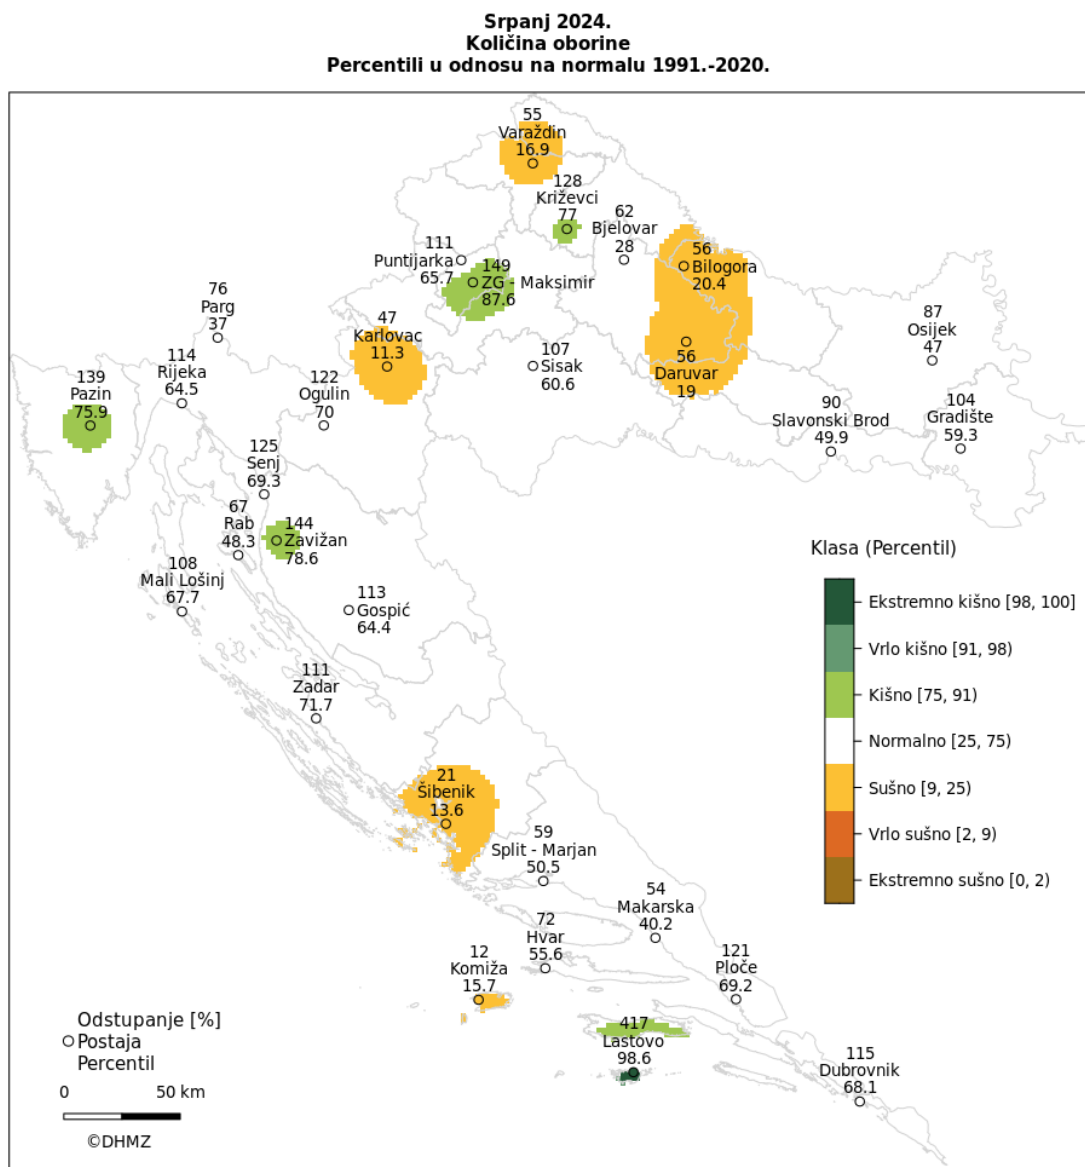 Srpanj 2024.
Količina oborine
Percentili u odnosu na normalu 1991.-2020.
55
Varaždin
16.9
128
Križevci
77
62
Bjelovar
28
111
Puntijarka
65.7
149
ZG - Maksimir
87.6
56
Bilogora
20.4
76
Parg
37
47
Karlovac
11.3
87
Osijek
47
107
Sisak
60.6
56
Daruvar
19
114
Rijeka
64.5
139
Pazin
75.9
122
Ogulin
70
90
Slavonski Brod
49.9
104
Gradište
59.3
125
Senj
69.3
67
Rab
48.3
144
Zavižan
78.6
108
Mali Lošinj
67.7
113
Gospić
64.4
111
Zadar
71.7
Klasa (Percentil)
Ekstremno kišno [98, 100]
Vrlo kišno [91, 98)
Kišno [75, 91)
Normalno [25, 75)
Sušno [9, 25)
Vrlo sušno [2, 9)
Ekstremno sušno [0, 2)
21
Šibenik
13.6
59
Split - Marjan
50.5
54
Makarska
40.2
72
Hvar
55.6
12
Komiža
15.7
121
Ploče
69.2
417
Lastovo
98.6
115
Dubrovnik
68.1
Odstupanje [%]
Postaja
Percentil
0 50 km
©DHMZ